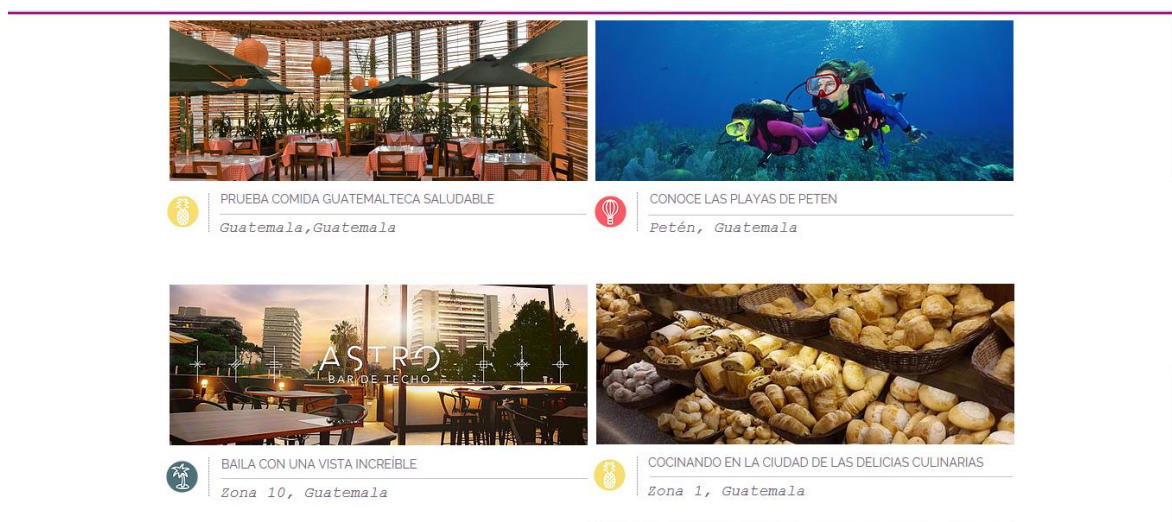 PRUEBA COMIDA GUATEMALTECA SALUDABLE
Guatemala,Guatemala
CONOCE LAS PLAYAS DE PETEN
Petén, Guatemala
ASTRO
BAR DE TECHO
BAILA CON UNA VISTA INCREÍBLE
Zona 10, Guatemala
COCINANDO EN LA CIUDAD DE LAS DELICIAS CULINARIAS
Zona 1, Guatemala